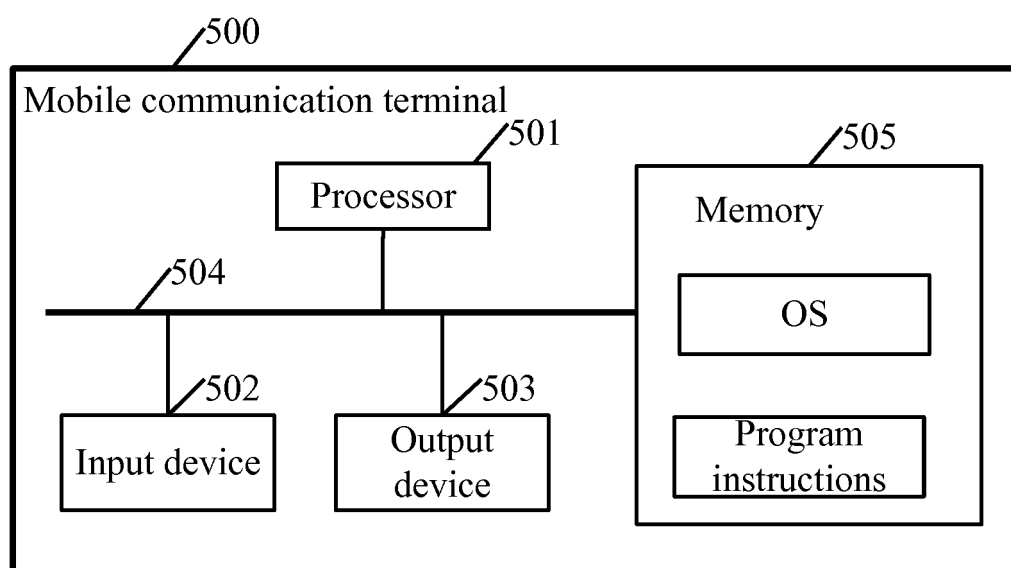 500
Mobile communication terminal
501
Processor
505
Memory
504
OS
502
Input device
503
Output
device
Program
instructions